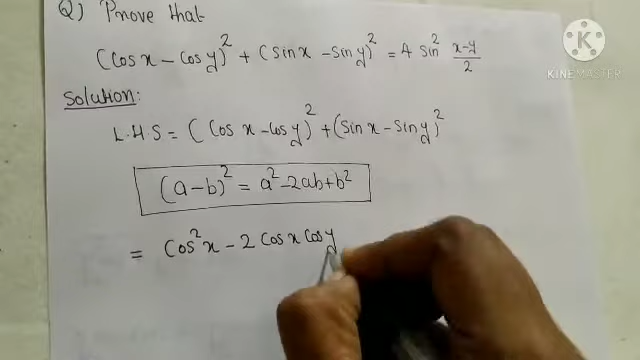 Q) Prove that
(Cos x - Cos y)² + (Sin x - Sin y)² = 4 Sin² (x-y)/2
KINEMASTER
Solution:
L.H.S = (Cos x - Cos y)² + (Sin x - Sin y)²
(a-b)² = a² - 2ab + b²
= Cos²x - 2 Cos x Cos y